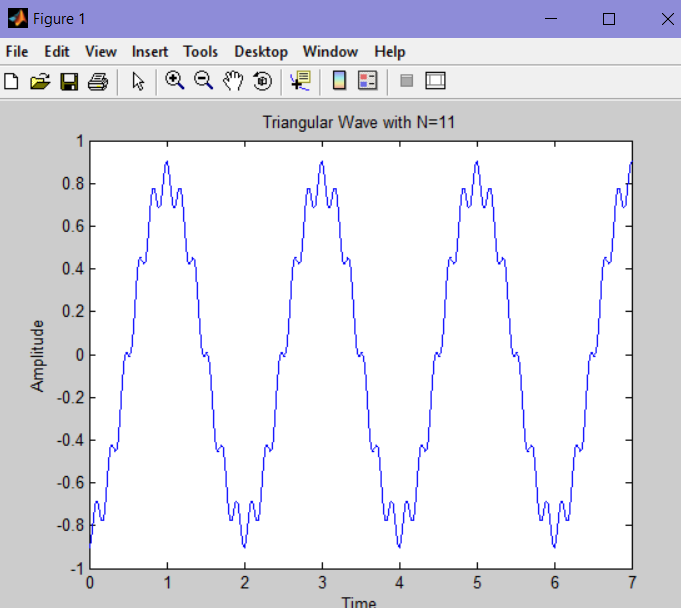 Figure 1
File Edit View Insert Tools Desktop Window Help
Triangular Wave with N=11
1
0.8
0.6
0.4
0.2
0
-0.2
-0.4
-0.6
-0.8
-1
Amplitude
0 1 2 3 4 5 6 7
Time